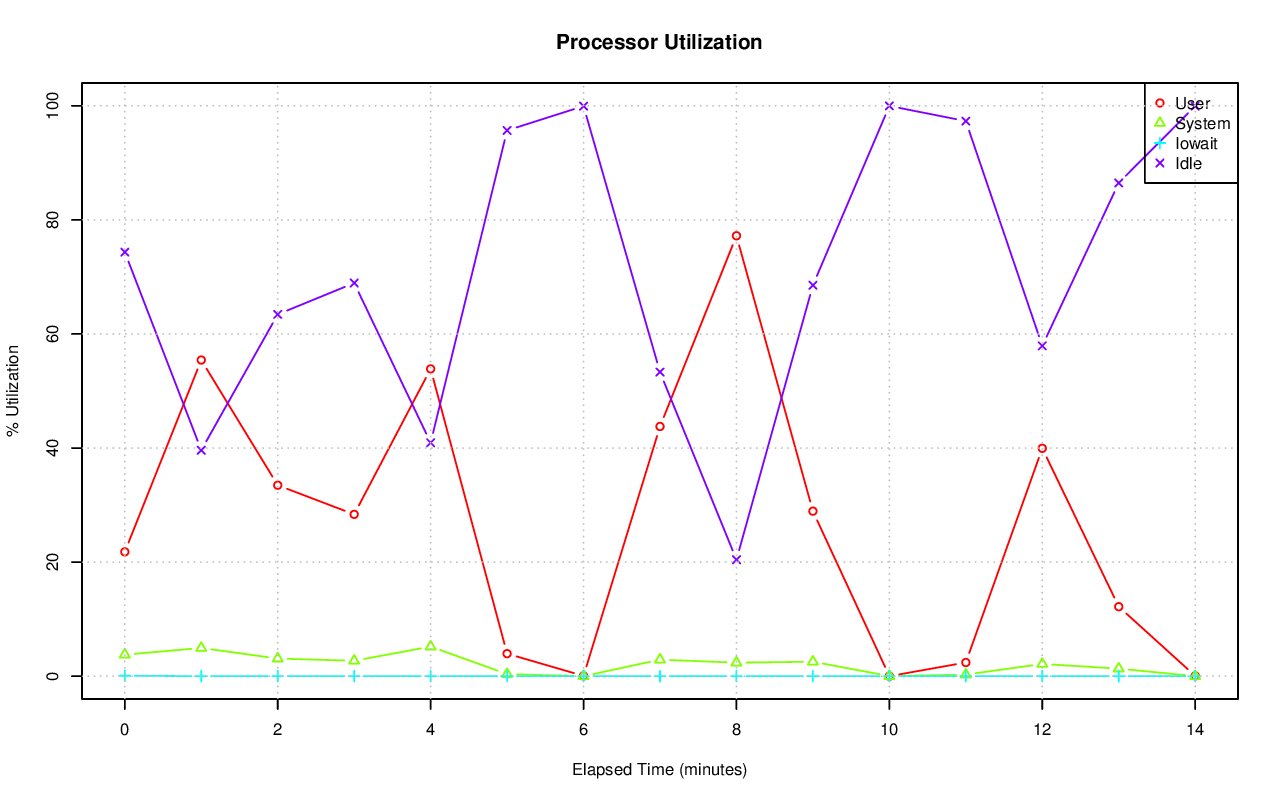 Processor Utilization
User
System
Iowait
Idle
100
80
60
40
20
0
% Utilization
0 2 4 6 8 10 12 14
Elapsed Time (minutes)